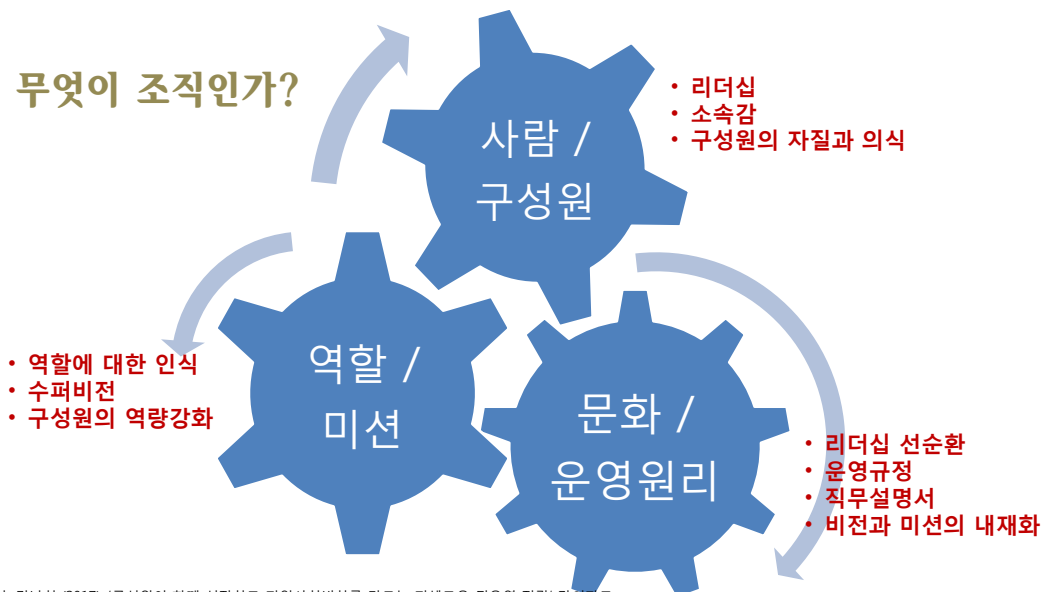 무엇이 조직인가?
사람 /
구성원
• 리더십
• 소속감
• 구성원의 자질과 의식
역할 /
미션
• 역할에 대한 인식
• 수퍼비전
• 구성원의 역량강화
문화 /
운영원리
• 리더십 선순환
• 운영규정
• 직무설명서
• 비전과 미션의 내재화